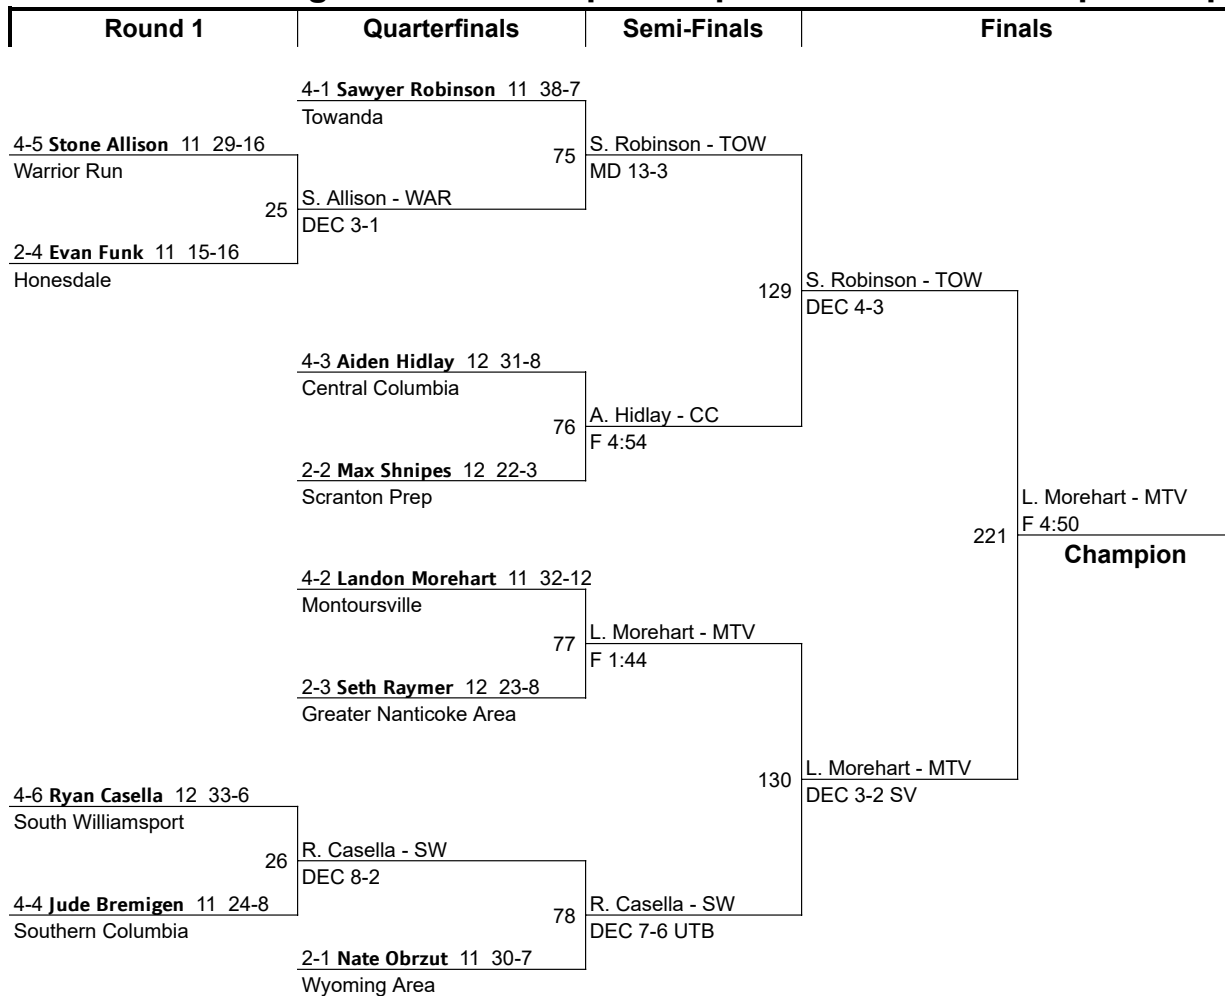 Round 1
Quarterfinals
Semi-Finals
Finals
4-1 Sawyer Robinson 11 38-7
Towanda
4-5 Stone Allison 11 29-16
Warrior Run
75
S. Robinson - TOW
MD 13-3
25
S. Allison - WAR
DEC 3-1
2-4 Evan Funk 11 15-16
Honesdale
129
S. Robinson - TOW
DEC 4-3
4-3 Aiden Hidlay 12 31-8
Central Columbia
76
A. Hidlay - CC
F 4:54
2-2 Max Shnipes 12 22-3
Scranton Prep
221
L. Morehart - MTV
F 4:50
Champion
4-2 Landon Morehart 11 32-12
Montoursville
77
L. Morehart - MTV
F 1:44
2-3 Seth Raymer 12 23-8
Greater Nanticoke Area
130
L. Morehart - MTV
DEC 3-2 SV
4-6 Ryan Casella 12 33-6
South Williamsport
26
R. Casella - SW
DEC 8-2
4-4 Jude Bremigen 11 24-8
Southern Columbia
78
R. Casella - SW
DEC 7-6 UTB
2-1 Nate Obrzut 11 30-7
Wyoming Area